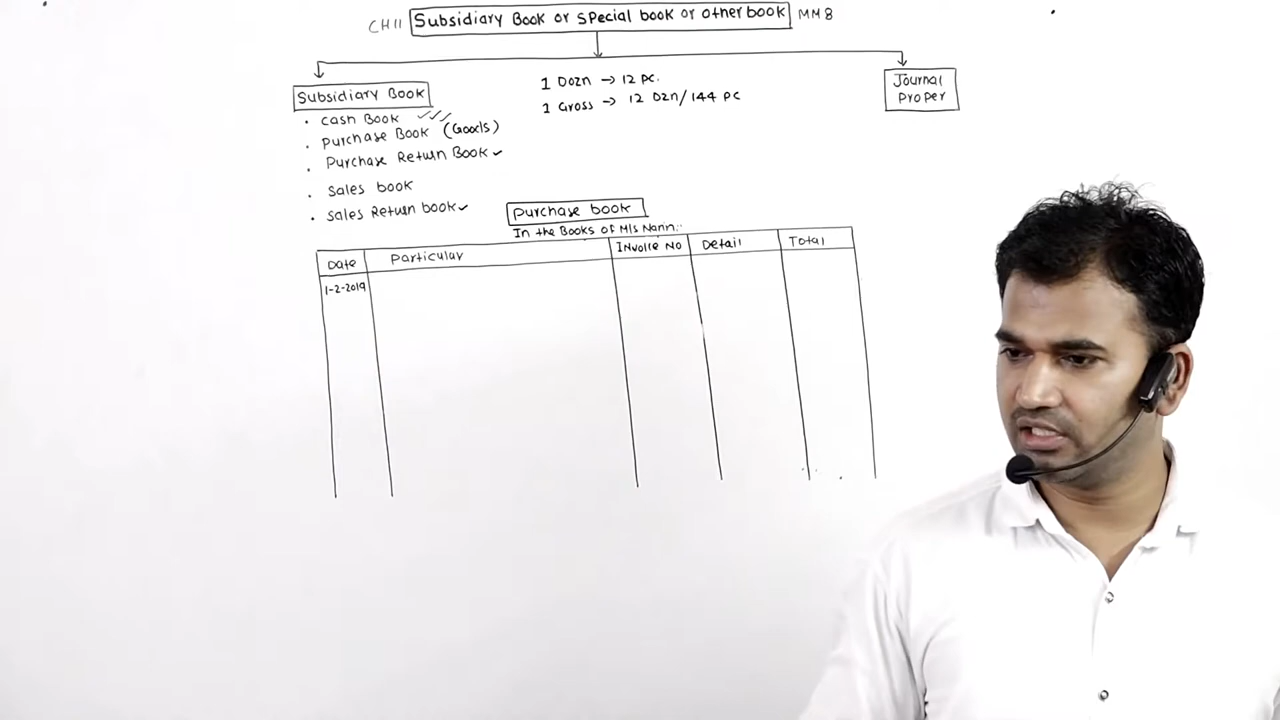 CH11 Subsidiary Book or special book or other book MM8
Subsidiary Book
• Cash Book
• Purchase Book (Goods)
• Purchase Return Book
• Sales book
• Sales Return book
1 Dozn → 12 pc.
1 Gross → 12 Dzn/144 pc
Journal
Proper
Purchase book
In the Books of M/s
Date Particular Invoice No Detail Total
1-2-2019